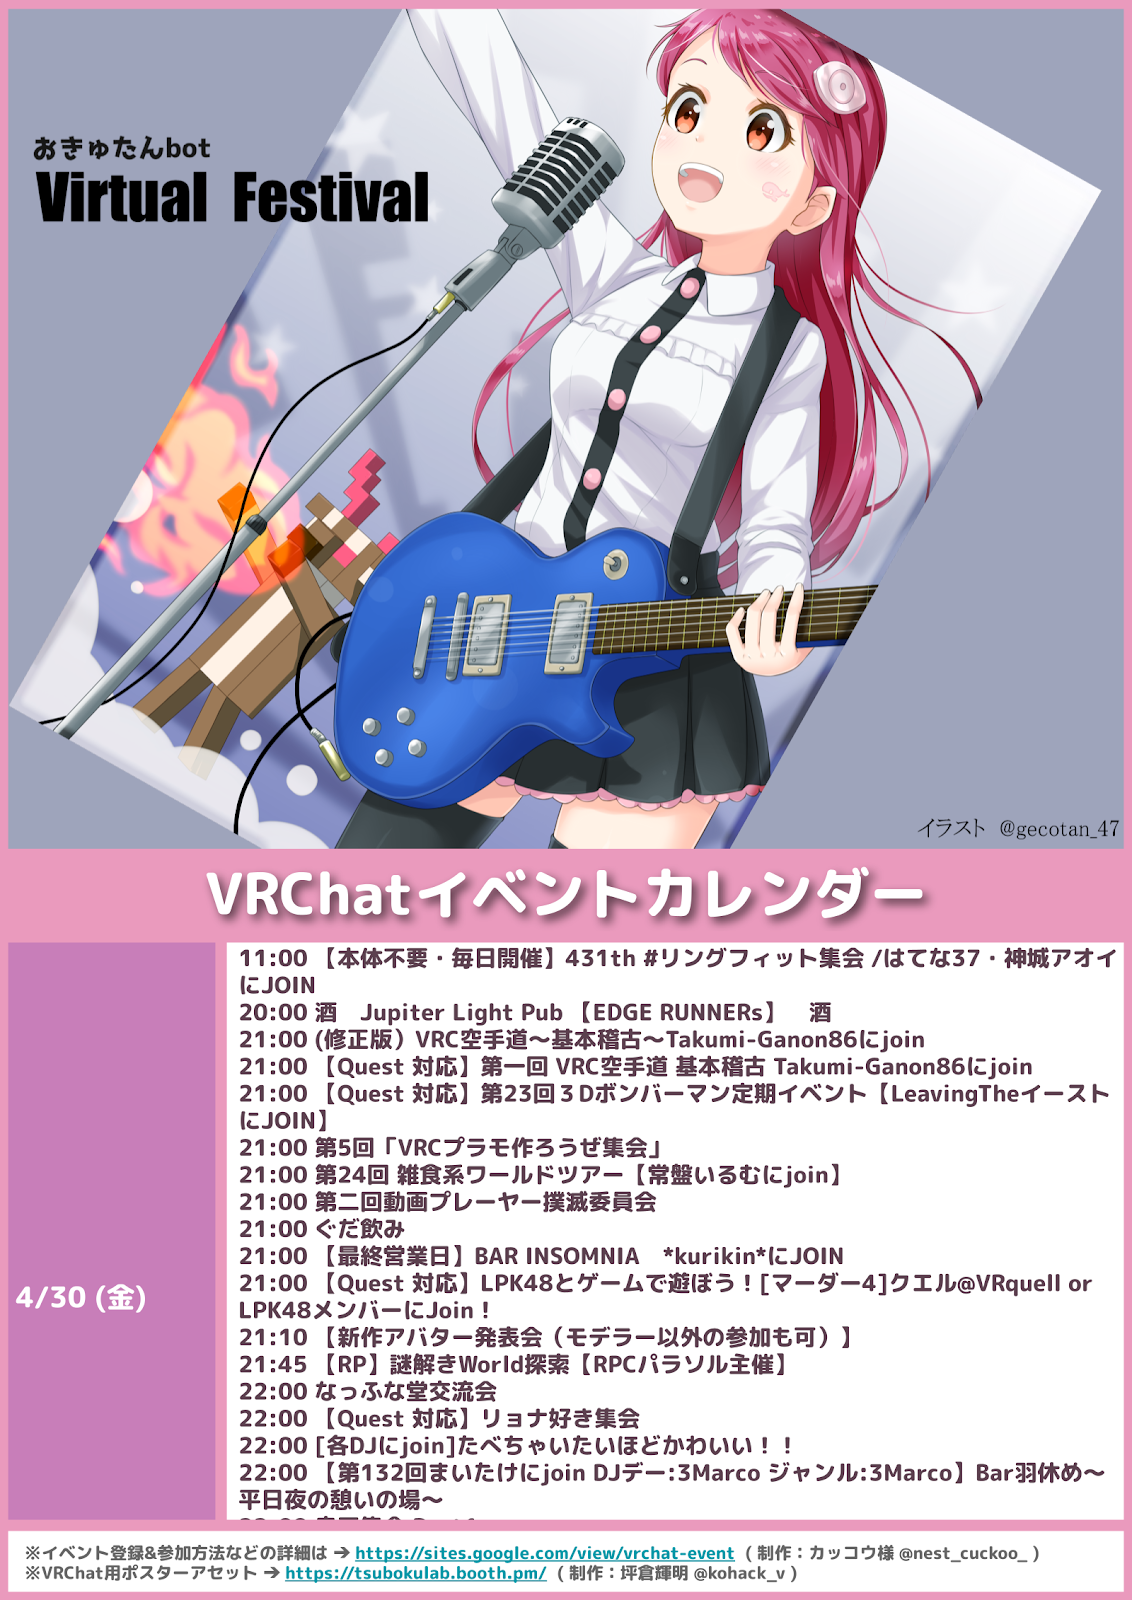 おきゅたんbot
Virtual Festival
イラスト @gecotan_47
VRChatイベントカレンダー
4/30 (金)
11:00 【本体不要・毎日開催】431th #リングフィット集会 /はてな37・神城アオイ
にJOIN
20:00 酒　Jupiter Light Pub 【EDGE RUNNERs】　酒
21:00 (修正版）VRC空手道～基本稽古～Takumi-Ganon86にjoin
21:00 【Quest 対応】第一回 VRC空手道 基本稽古 Takumi-Ganon86にjoin
21:00 【Quest 対応】第23回３Dボンバーマン定期イベント【LeavingTheイースト
にJOIN】
21:00 第5回「VRCプラモ作ろうぜ集会」
21:00 第24回 雑食系ワールドツアー【常盤いるむにjoin】
21:00 第二回動画プレーヤー撲滅委員会
21:00 ぐだ飲み
21:00 【最終営業日】BAR INSOMNIA　*kurikin*にJOIN
21:00 【Quest 対応】LPK48とゲームで遊ぼう！[マーダー4]クエル@VRquell or
LPK48メンバーにJoin！
21:10 【新作アバター発表会（モデラー以外の参加も可）】
21:45 【RP】謎解きWorld探索【RPCパラソル主催】
22:00 なっふな堂交流会
22:00 【Quest 対応】リョナ好き集会
22:00 [各DJにjoin]たべちゃいたいほどかわいい！！
22:00 【第132回まいたけにjoin DJデー:3Marco ジャンル:3Marco】Bar羽休め～
平日夜の憩いの場～
※イベント登録&参加方法などの詳細は ➔ https://sites.google.com/view/vrchat-event （ 制作：カッコウ様 @nest_cuckoo_ ）
※VRChat用ポスターアセット ➔ https://tsubokulab.booth.pm/ （ 制作：坪倉輝明 @kohack_v ）